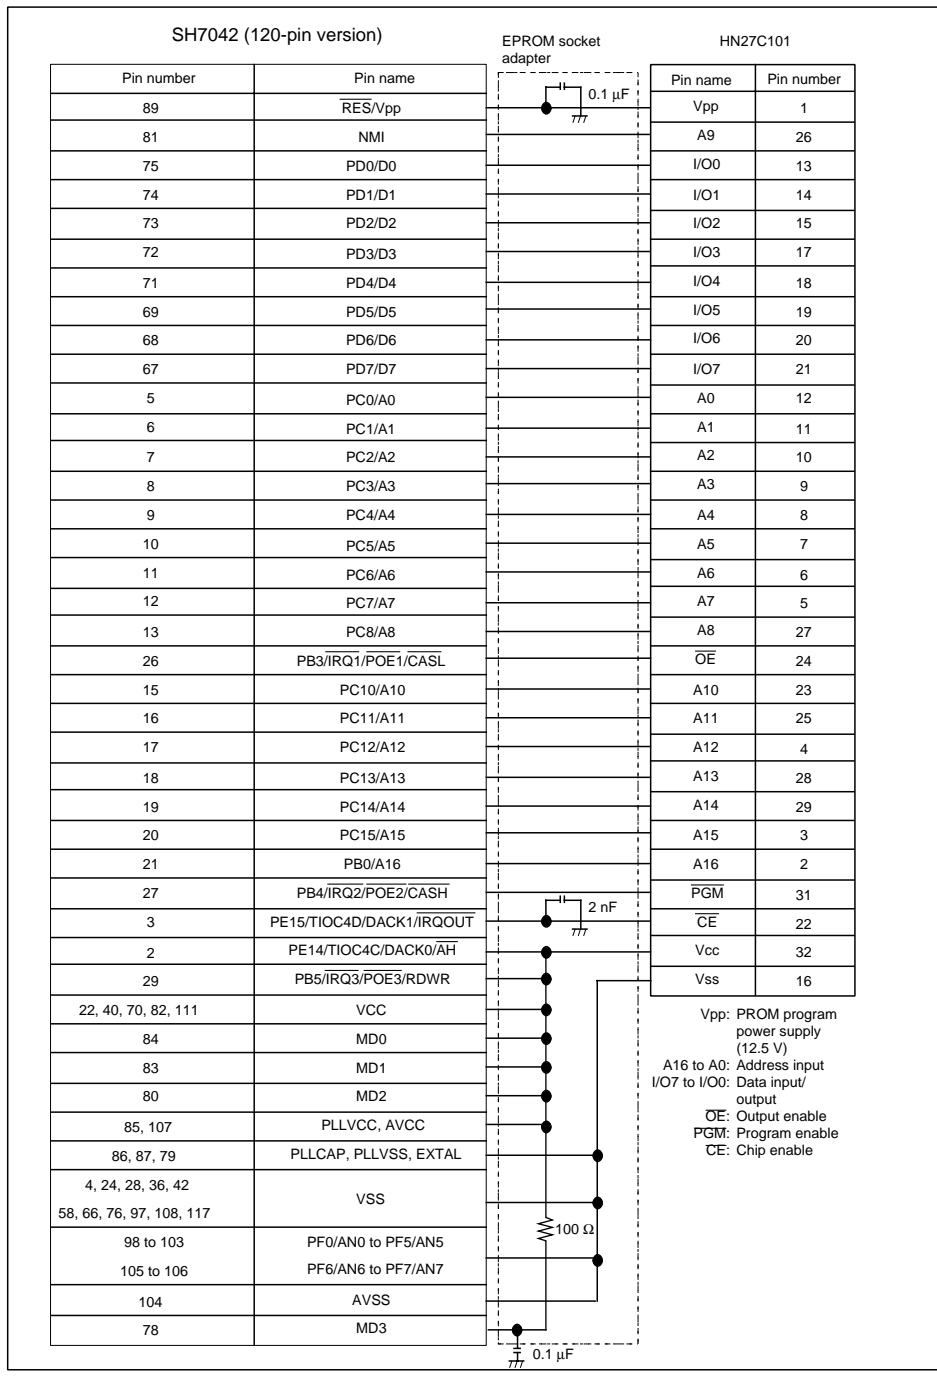 SH7042 (120-pin version)
EPROM socket
adapter
HN27C101
Pin number Pin name Pin name Pin number
89 RES/Vpp 0.1 μF Vpp 1
81 NMI A9 26
75 PD0/D0 I/O0 13
74 PD1/D1 I/O1 14
73 PD2/D2 I/O2 15
72 PD3/D3 I/O3 17
71 PD4/D4 I/O4 18
69 PD5/D5 I/O5 19
68 PD6/D6 I/O6 20
67 PD7/D7 I/O7 21
5 PC0/A0 A0 12
6 PC1/A1 A1 11
7 PC2/A2 A2 10
8 PC3/A3 A3 9
9 PC4/A4 A4 8
10 PC5/A5 A5 7
11 PC6/A6 A6 6
12 PC7/A7 A7 5
13 PC8/A8 A8 27
26 PB3/IRQ1/POE1/CASL OE 24
15 PC10/A10 A10 23
16 PC11/A11 A11 25
17 PC12/A12 A12 4
18 PC13/A13 A13 28
19 PC14/A14 A14 29
20 PC15/A15 A15 3
21 PB0/A16 A16 2
27 PB4/IRQ2/POE2/CASH PGM 31
3 PE15/TIOC4D/DACK1/IRQOUT 2 nF CE 22
2 PE14/TIOC4C/DACK0/AH Vcc 32
29 PB5/IRQ3/POE3/RDWR Vss 16
22, 40, 70, 82, 111 VCC
84 MD0
83 MD1
80 MD2
85, 107 PLLVCC, AVCC
86, 87, 79 PLLCAP, PLLVSS, EXTAL
4, 24, 28, 36, 42
58, 66, 76, 97, 108, 117 VSS
98 to 103 PF0/AN0 to PF5/AN5 100 Ω
105 to 106 PF6/AN6 to PF7/AN7
104 AVSS
78 MD3
0.1 μF
Vpp: PROM program
power supply
(12.5 V)
A16 to A0: Address input
I/O7 to I/O0: Data input/
output
OE: Output enable
PGM: Program enable
CE: Chip enable